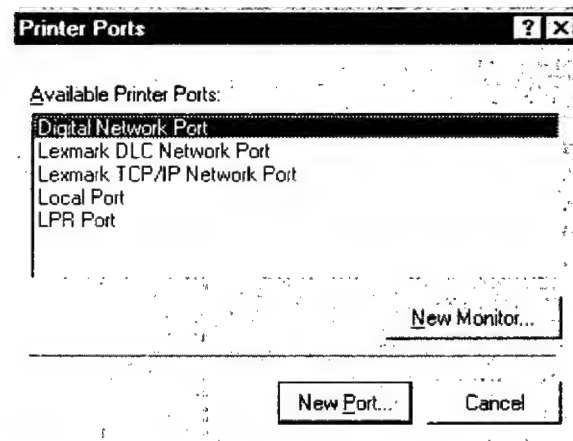 Printer Ports
? X
Available Printer Ports:
Digital Network Port
Lexmark DLC Network Port
Lexmark TCP/IP Network Port
Local Port
LPR Port
New Monitor...
New Port... Cancel